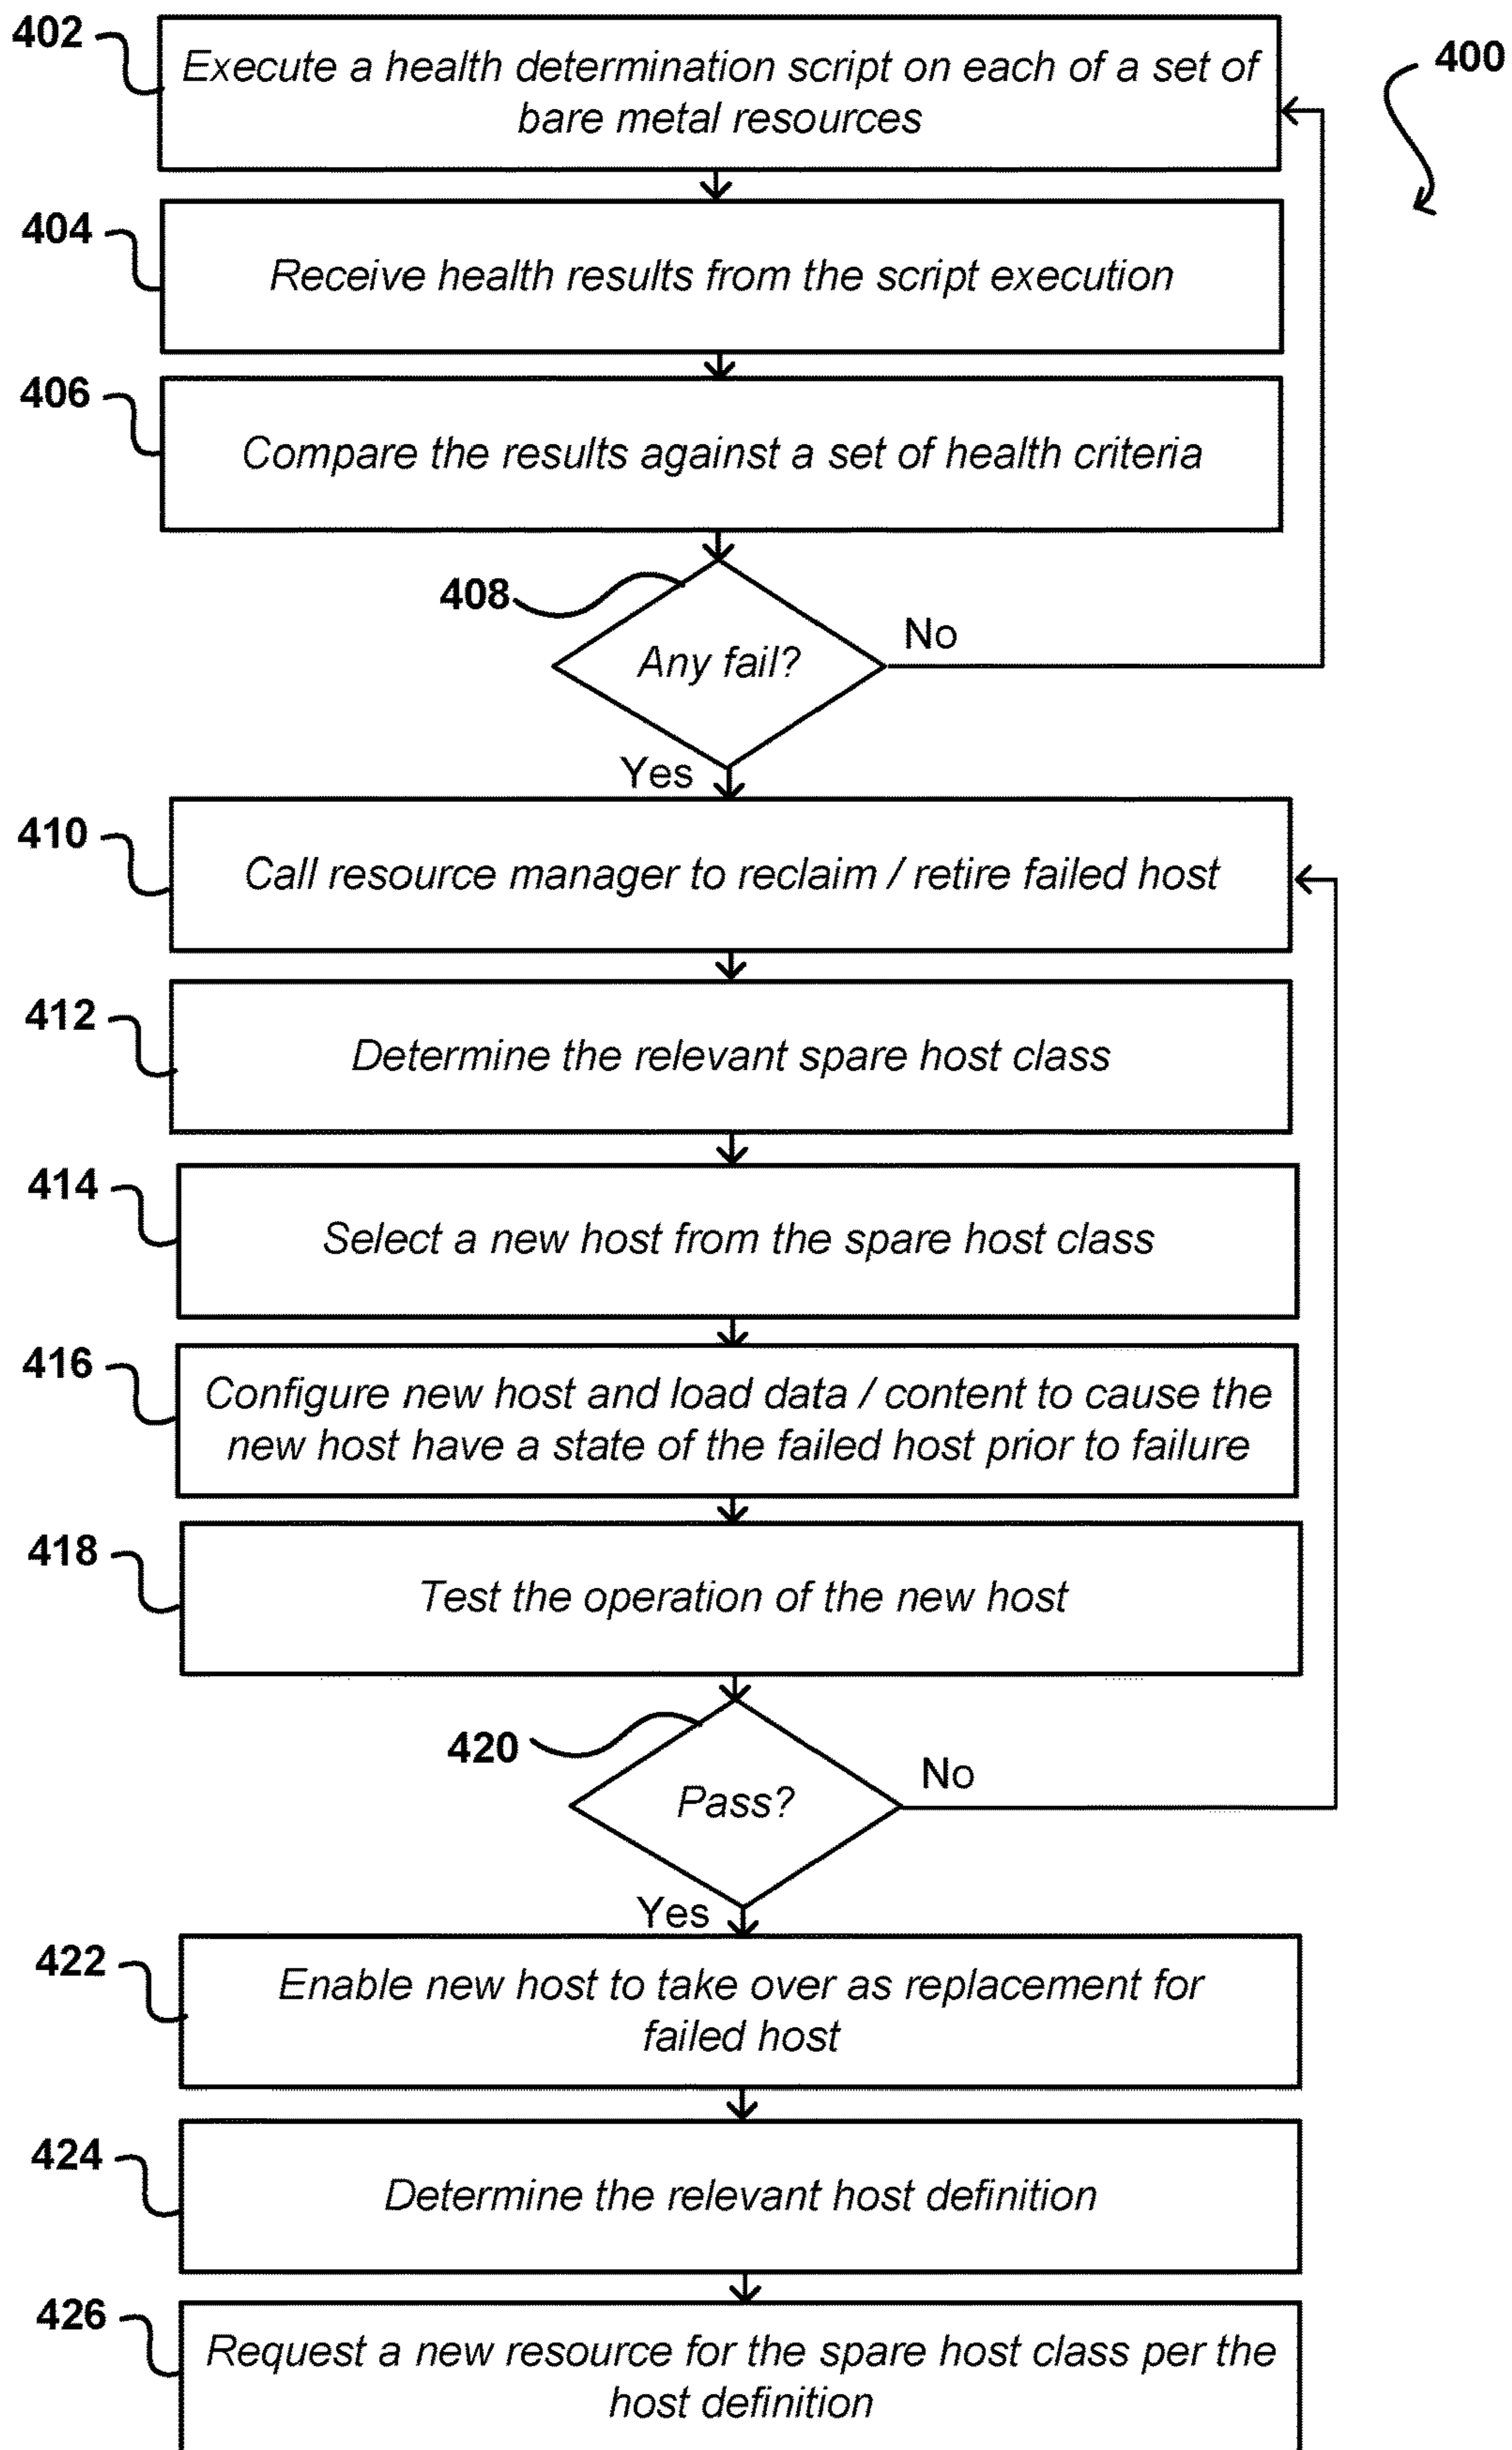 402
Execute a health determination script on each of a set of
bare metal resources
400
404
Receive health results from the script execution
406
Compare the results against a set of health criteria
408
Any fail?
No
Yes
410
Call resource manager to reclaim / retire failed host
412
Determine the relevant spare host class
414
Select a new host from the spare host class
416
Configure new host and load data / content to cause the
new host have a state of the failed host prior to failure
418
Test the operation of the new host
420
Pass?
No
Yes
422
Enable new host to take over as replacement for
failed host
424
Determine the relevant host definition
426
Request a new resource for the spare host class per the
host definition